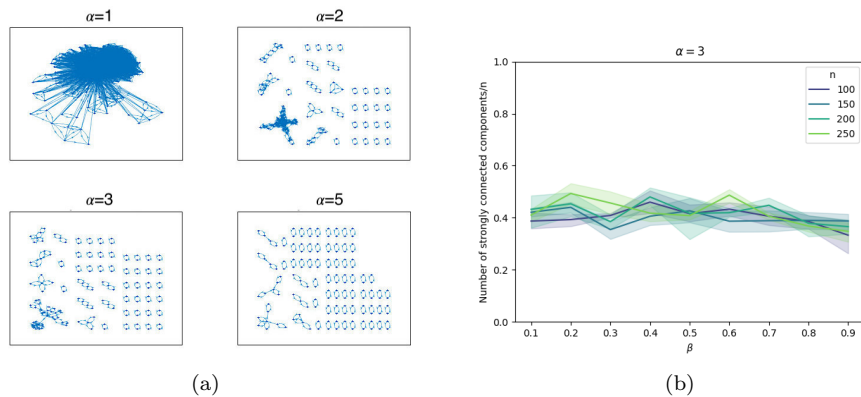 α=1
α=2
α=3
α=5
(a)
α = 3
Number of strongly connected components/n
1.0
0.8
0.6
0.4
0.2
0.0
n
100
150
200
250
0.1 0.2 0.3 0.4 0.5 0.6 0.7 0.8 0.9
β
(b)